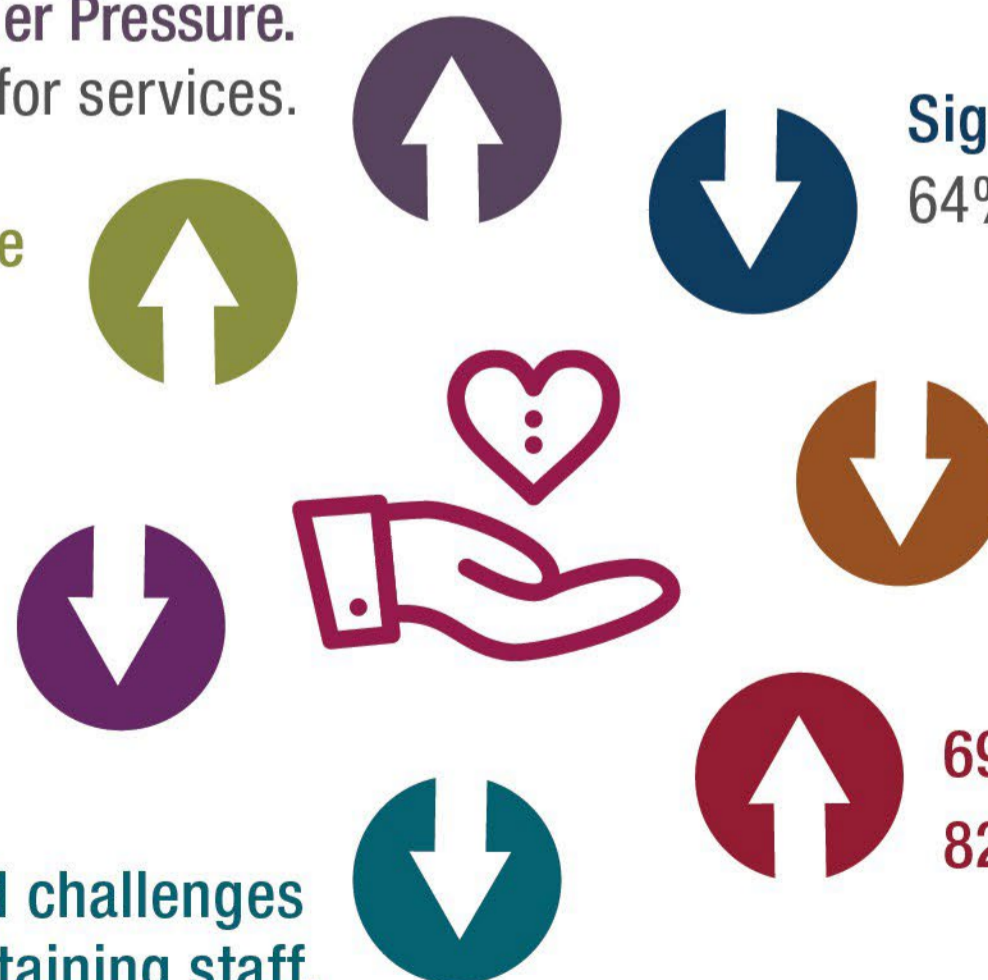 er Pressure.
for services.
Sig
64%
e
69
82
l challenges
taining staff